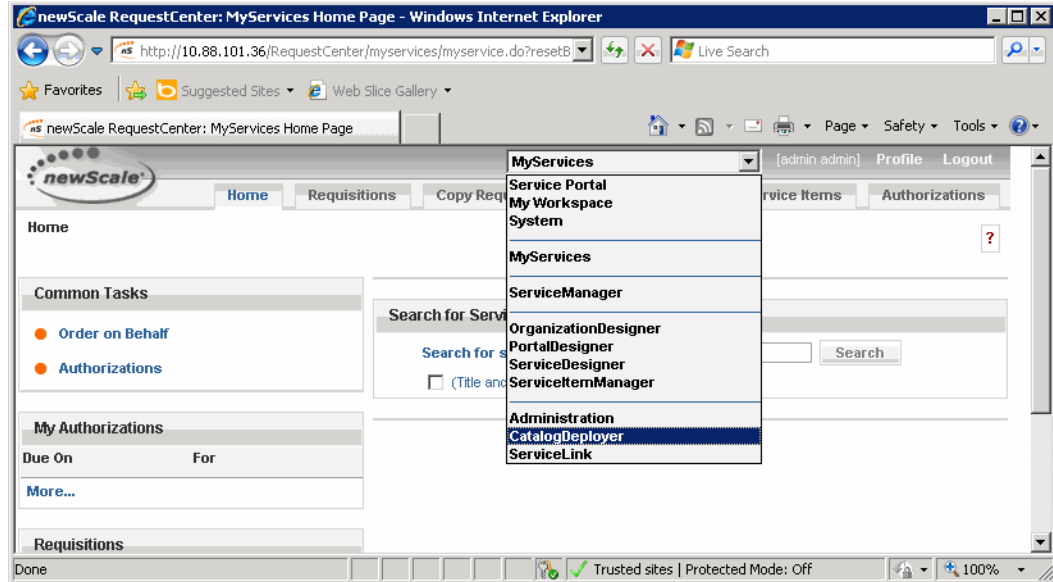 newScale RequestCenter: MyServices Home Page - Windows Internet Explorer
nS http://10.88.101.36/RequestCenter/myservices/myservice.do?resetB Live Search
Favorites Suggested Sites Web Slice Gallery
nS newScale RequestCenter: MyServices Home Page Page Safety Tools
newScale MyServices [admin admin] Profile Logout
Home Requisitions Copy Req rvice Items Authorizations
Service Portal
My Workspace
System
Home ?
MyServices
Common Tasks
ServiceManager
Search for Servi
Order on Behalf
OrganizationDesigner
PortalDesigner
Search for s Search
ServiceDesigner
Authorizations
(Title and
ServiceItemManager
My Authorizations
Administration
CatalogDeployer
Due On For
ServiceLink
More...
Requisitions
Done Trusted sites | Protected Mode: Off 100%